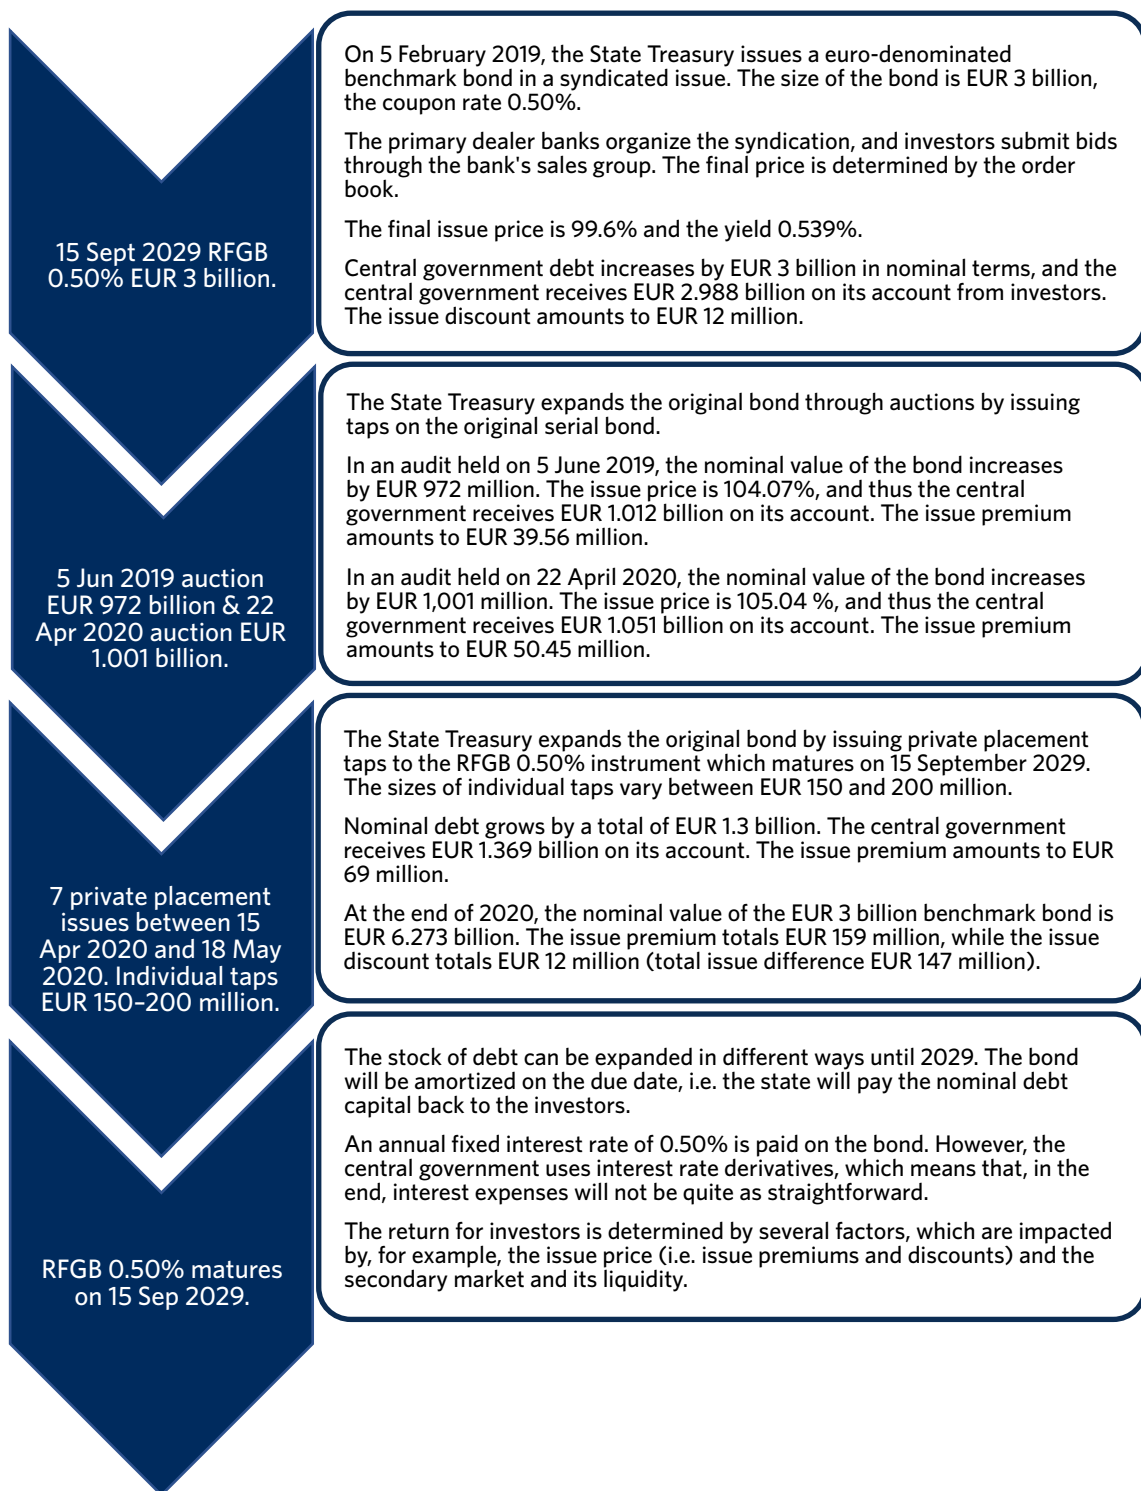 15 Sept 2029 RFGB
0.50% EUR 3 billion.
On 5 February 2019, the State Treasury issues a euro-denominated
benchmark bond in a syndicated issue. The size of the bond is EUR 3 billion,
the coupon rate 0.50%.
The primary dealer banks organize the syndication, and investors submit bids
through the bank's sales group. The final price is determined by the order
book.
The final issue price is 99.6% and the yield 0.539%.
Central government debt increases by EUR 3 billion in nominal terms, and the
central government receives EUR 2.988 billion on its account from investors.
The issue discount amounts to EUR 12 million.
5 Jun 2019 auction
EUR 972 billion & 22
Apr 2020 auction EUR
1.001 billion.
The State Treasury expands the original bond through auctions by issuing
taps on the original serial bond.
In an audit held on 5 June 2019, the nominal value of the bond increases
by EUR 972 million. The issue price is 104.07%, and thus the central
government receives EUR 1.012 billion on its account. The issue premium
amounts to EUR 39.56 million.
In an audit held on 22 April 2020, the nominal value of the bond increases
by EUR 1,001 million. The issue price is 105.04 %, and thus the central
government receives EUR 1.051 billion on its account. The issue premium
amounts to EUR 50.45 million.
7 private placement
issues between 15
Apr 2020 and 18 May
2020. Individual taps
EUR 150–200 million.
The State Treasury expands the original bond by issuing private placement
taps to the RFGB 0.50% instrument which matures on 15 September 2029.
The sizes of individual taps vary between EUR 150 and 200 million.
Nominal debt grows by a total of EUR 1.3 billion. The central government
receives EUR 1.369 billion on its account. The issue premium amounts to EUR
69 million.
At the end of 2020, the nominal value of the EUR 3 billion benchmark bond is
EUR 6.273 billion. The issue premium totals EUR 159 million, while the issue
discount totals EUR 12 million (total issue difference EUR 147 million).
RFGB 0.50% matures
on 15 Sep 2029.
The stock of debt can be expanded in different ways until 2029. The bond
will be amortized on the due date, i.e. the state will pay the nominal debt
capital back to the investors.
An annual fixed interest rate of 0.50% is paid on the bond. However, the
central government uses interest rate derivatives, which means that, in the
end, interest expenses will not be quite as straightforward.
The return for investors is determined by several factors, which are impacted
by, for example, the issue price (i.e. issue premiums and discounts) and the
secondary market and its liquidity.